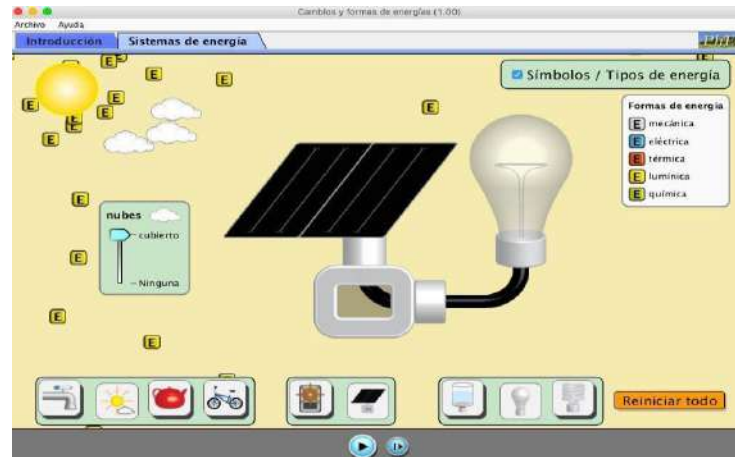 Cambios y formas de energías (1.00)
Archivo Ayuda
Introducción Sistemas de energía
Símbolos / Tipos de energía
Formas de energía
E mecánica
E eléctrica
E térmica
E lumínica
E química
E
E
E
E
E
E
E
E
E
E
E
E
nubes
cubierto
Ninguna
Reiniciar todo